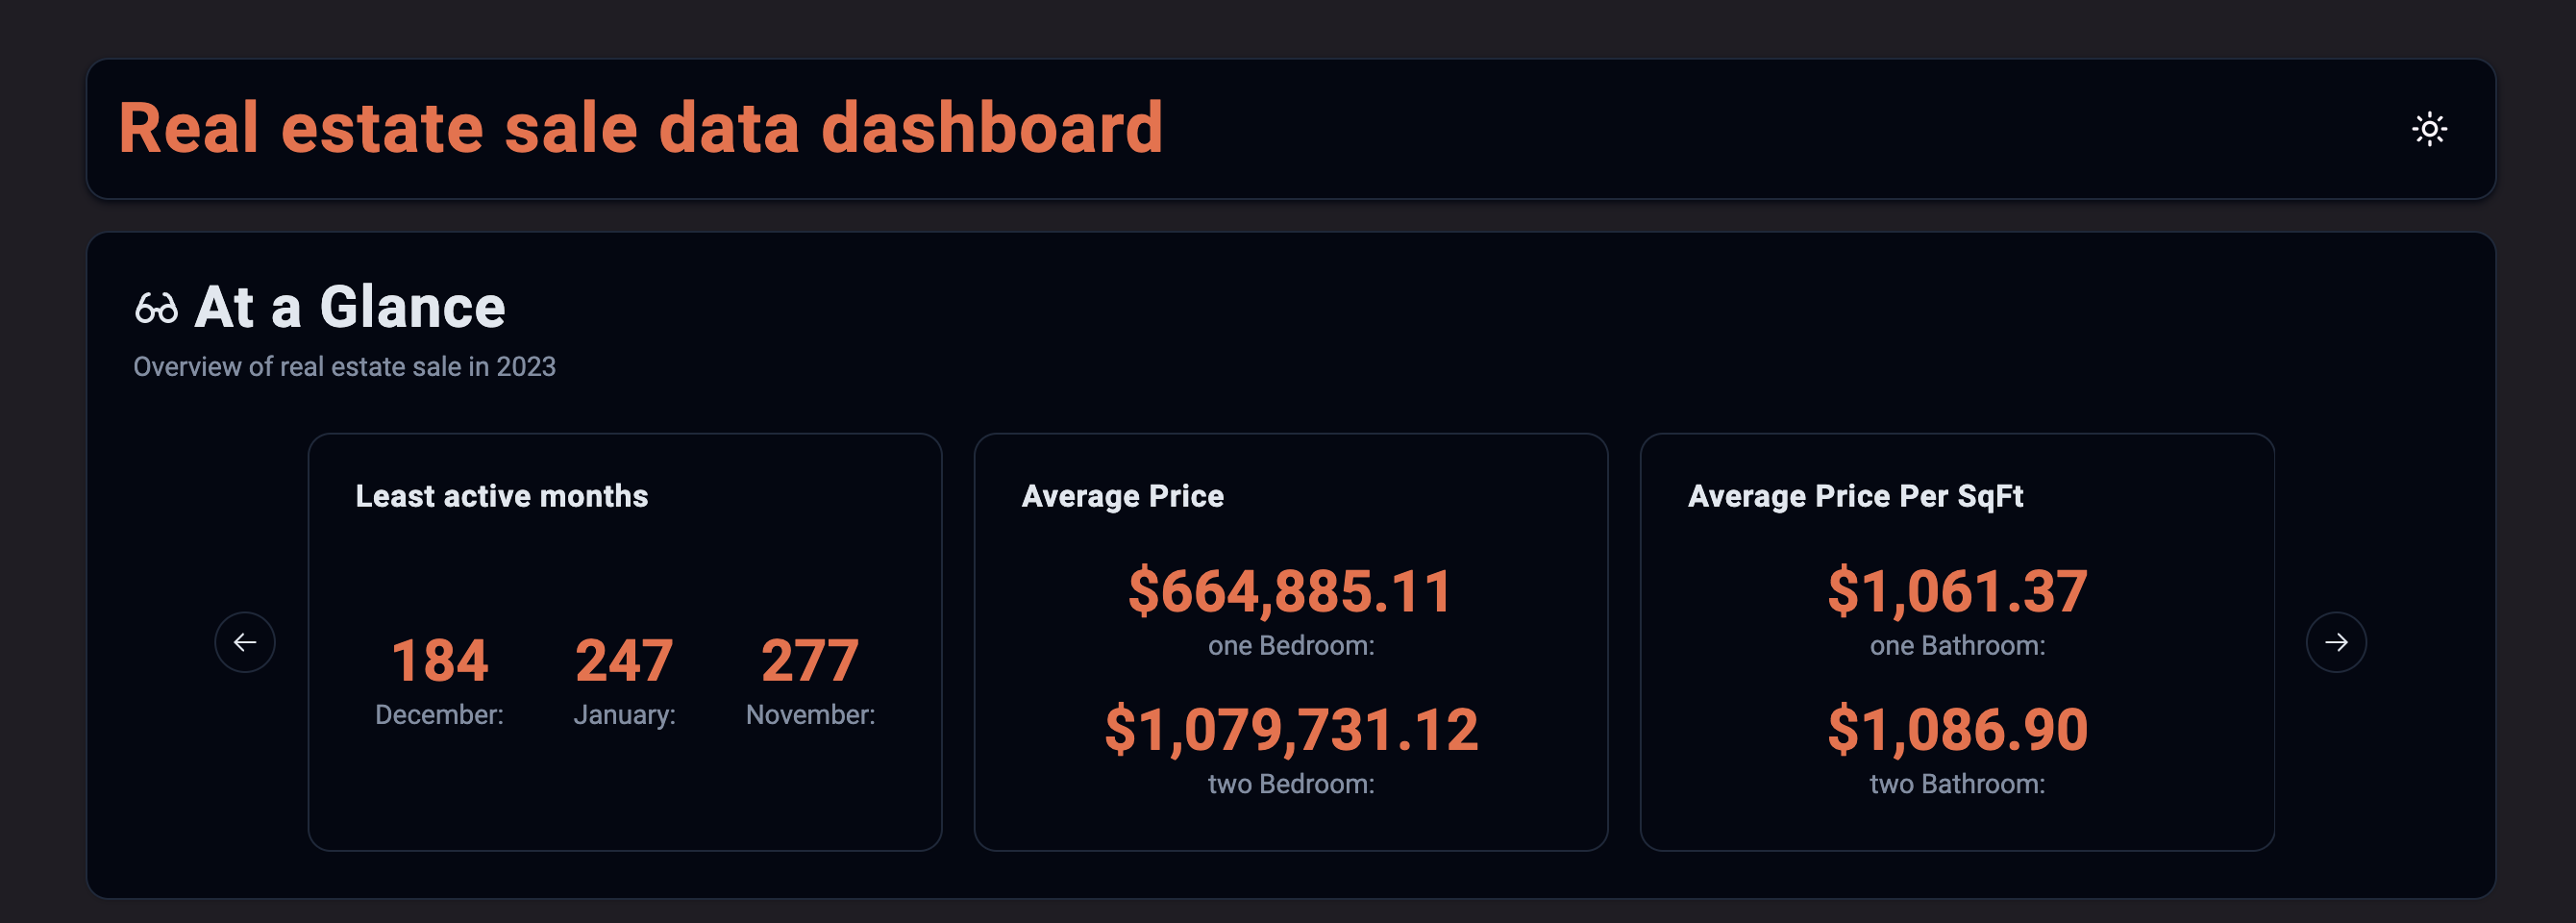 Real estate sale data dashboard
At a Glance
Overview of real estate sale in 2023
Least active months
184 247 277
December: January: November:
Average Price
$664,885.11
one Bedroom:
$1,079,731.12
two Bedroom:
Average Price Per SqFt
$1,061.37
one Bathroom:
$1,086.90
two Bathroom: